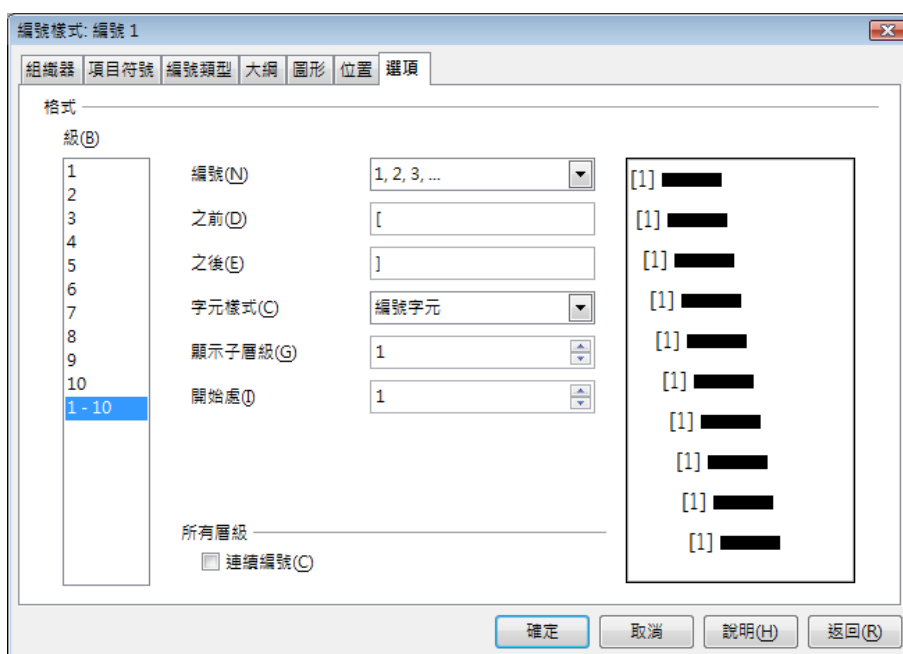 編號樣式: 編號 1
組織器 項目符號 編號類型 大綱 圖形 位置 選項
格式
級(B)
1
2
3
4
5
6
7
8
9
10
1 - 10
編號(N) 1, 2, 3, ...
之前(D) [
之後(E) ]
字元樣式(C) 編號字元
顯示子層級(G) 1
開始處(I) 1
所有層級
連續編號(C)
[1]
[1]
[1]
[1]
[1]
[1]
[1]
[1]
[1]
[1]
確定 取消 說明(H) 返回(R)